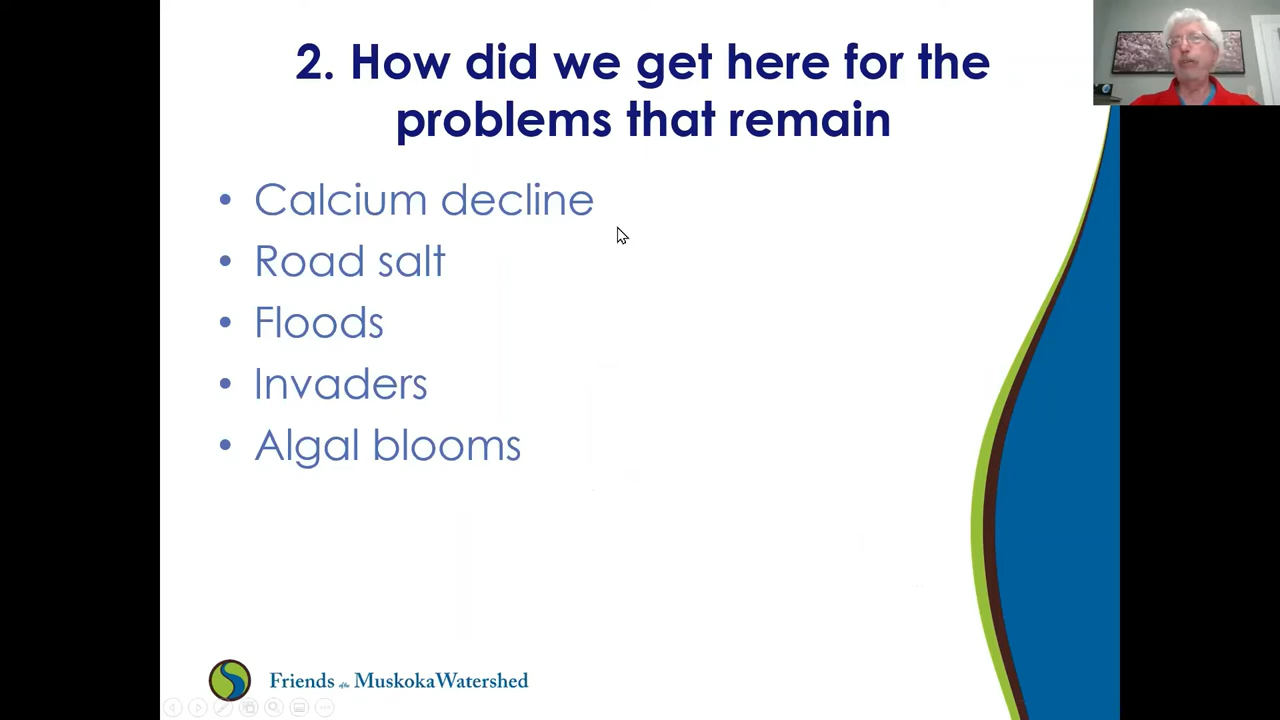 2. How did we get here for the
problems that remain
• Calcium decline
• Road salt
• Floods
• Invaders
• Algal blooms
Friends of the MuskokaWatershed